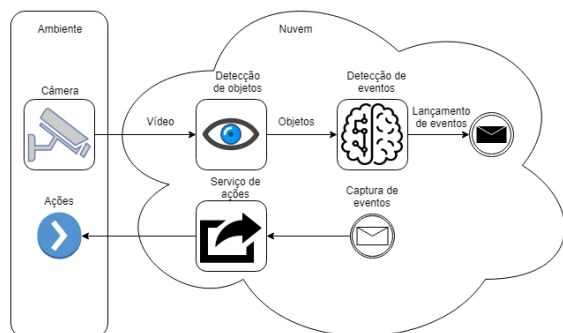 Ambiente
Nuvem
Câmera
Detecção
de objetos
Detecção de
eventos
Vídeo
Objetos
Lançamento
de eventos
Ações
Serviço de
ações
Captura de
eventos